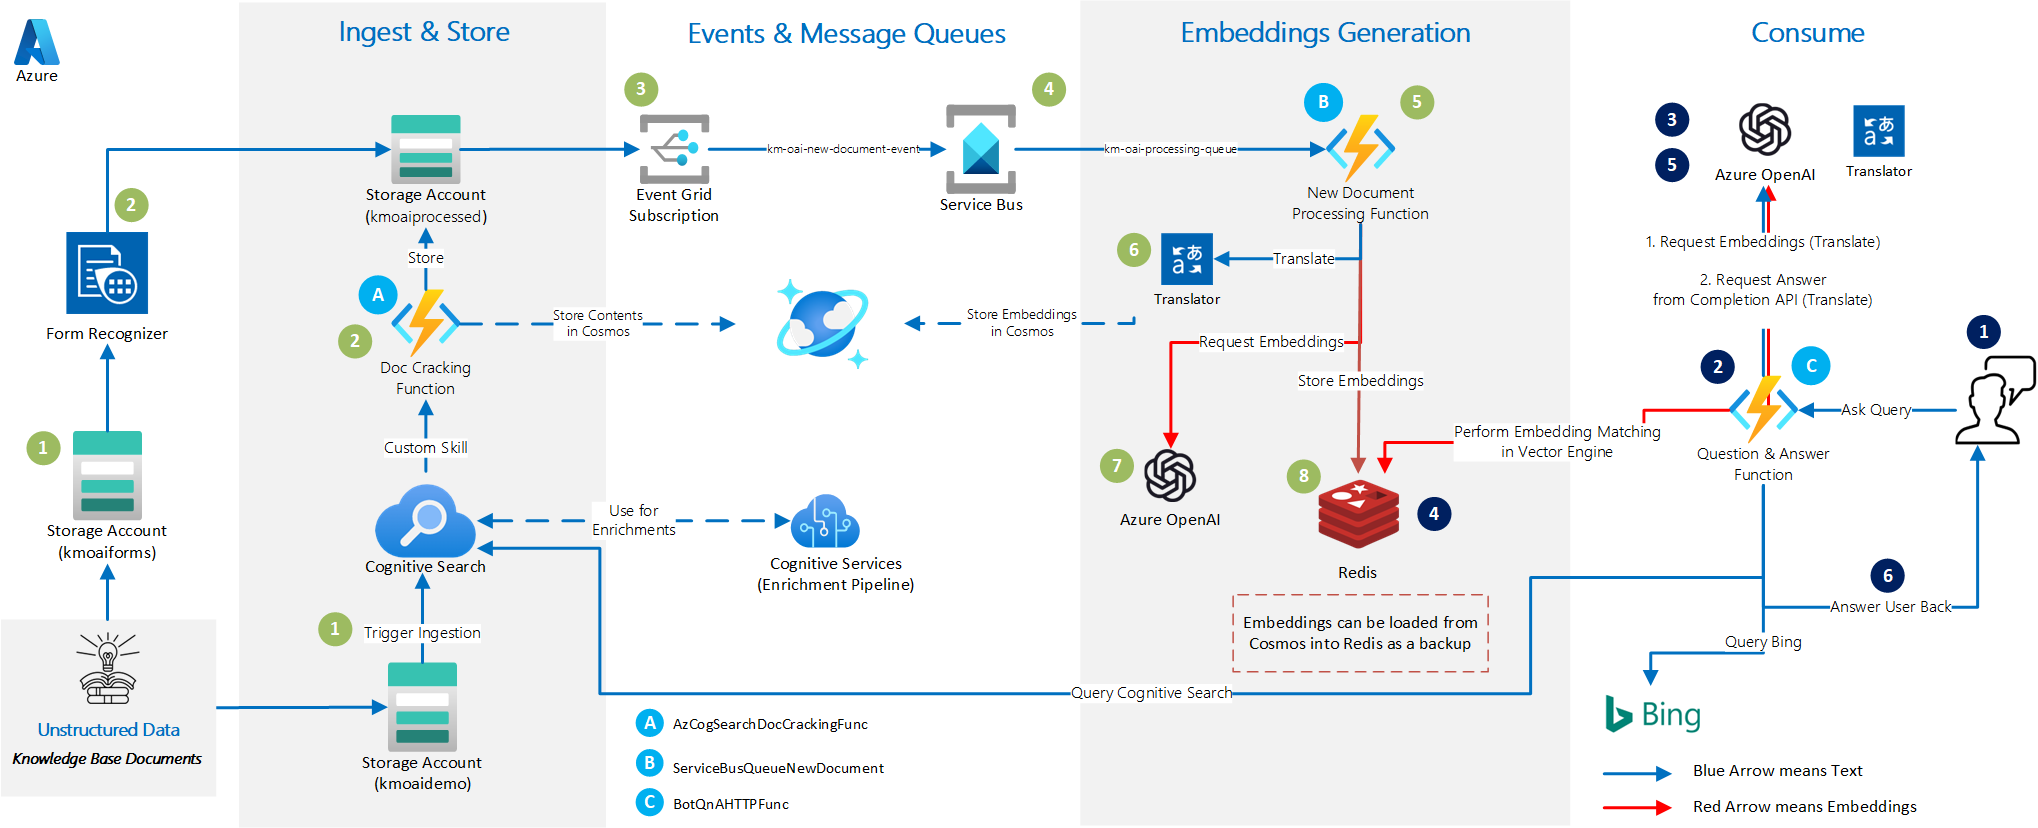 Azure
Ingest & Store
Events & Message Queues
Embeddings Generation
Consume
3
4
B
5
3
5
Azure OpenAI
Translator
Storage Account
(kmoaiprocessed)
Event Grid
Subscription
km-oai-new-document-event
Service Bus
km-oai-processing-queue
New Document
Processing Function
2
Form Recognizer
Store
A
2
Doc Cracking
Function
Store Contents
in Cosmos
Store Embeddings
in Cosmos
6
Translate
Translator
Request Embeddings
Store Embeddings
1. Request Embeddings (Translate)
2. Request Answer
from Completion API (Translate)
1
2
C
Ask Query
Question & Answer
Function
Perform Embedding Matching
in Vector Engine
1
Storage Account
(kmoaiforms)
Custom Skill
Cognitive Search
Use for
Enrichments
Cognitive Services
(Enrichment Pipeline)
7
Azure OpenAI
8
4
Redis
Embeddings can be loaded from
Cosmos into Redis as a backup
6
Answer User Back
Query Bing
Bing
1
Trigger Ingestion
Query Cognitive Search
Unstructured Data
Knowledge Base Documents
Storage Account
(kmoaidemo)
A AzCogSearchDocCrackingFunc
B ServiceBusQueueNewDocument
C BotQnAHTTPFunc
Blue Arrow means Text
Red Arrow means Embeddings